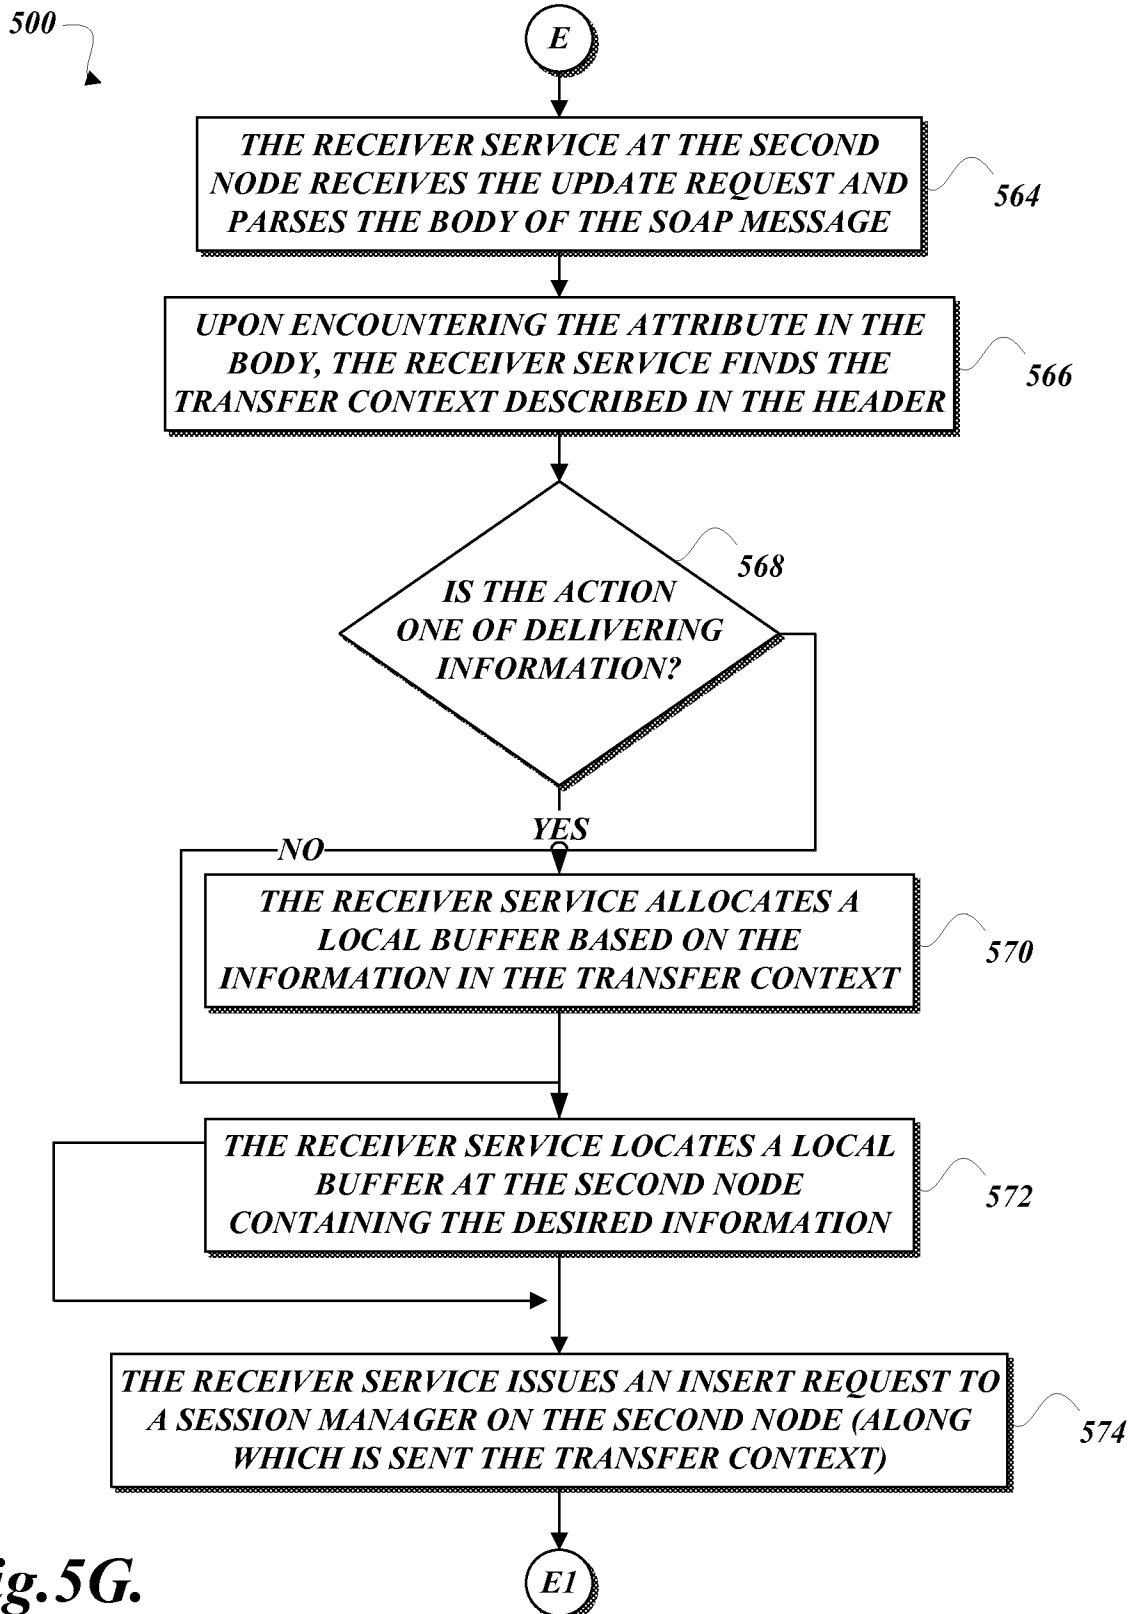 500
E
THE RECEIVER SERVICE AT THE SECOND
NODE RECEIVES THE UPDATE REQUEST AND
PARSES THE BODY OF THE SOAP MESSAGE
564
UPON ENCOUNTERING THE ATTRIBUTE IN THE
BODY, THE RECEIVER SERVICE FINDS THE
TRANSFER CONTEXT DESCRIBED IN THE HEADER
566
IS THE ACTION
ONE OF DELIVERING
INFORMATION?
568
YES
NO
THE RECEIVER SERVICE ALLOCATES A
LOCAL BUFFER BASED ON THE
INFORMATION IN THE TRANSFER CONTEXT
570
THE RECEIVER SERVICE LOCATES A LOCAL
BUFFER AT THE SECOND NODE
CONTAINING THE DESIRED INFORMATION
572
THE RECEIVER SERVICE ISSUES AN INSERT REQUEST TO
A SESSION MANAGER ON THE SECOND NODE (ALONG
WHICH IS SENT THE TRANSFER CONTEXT)
574
E1
ig.5G.